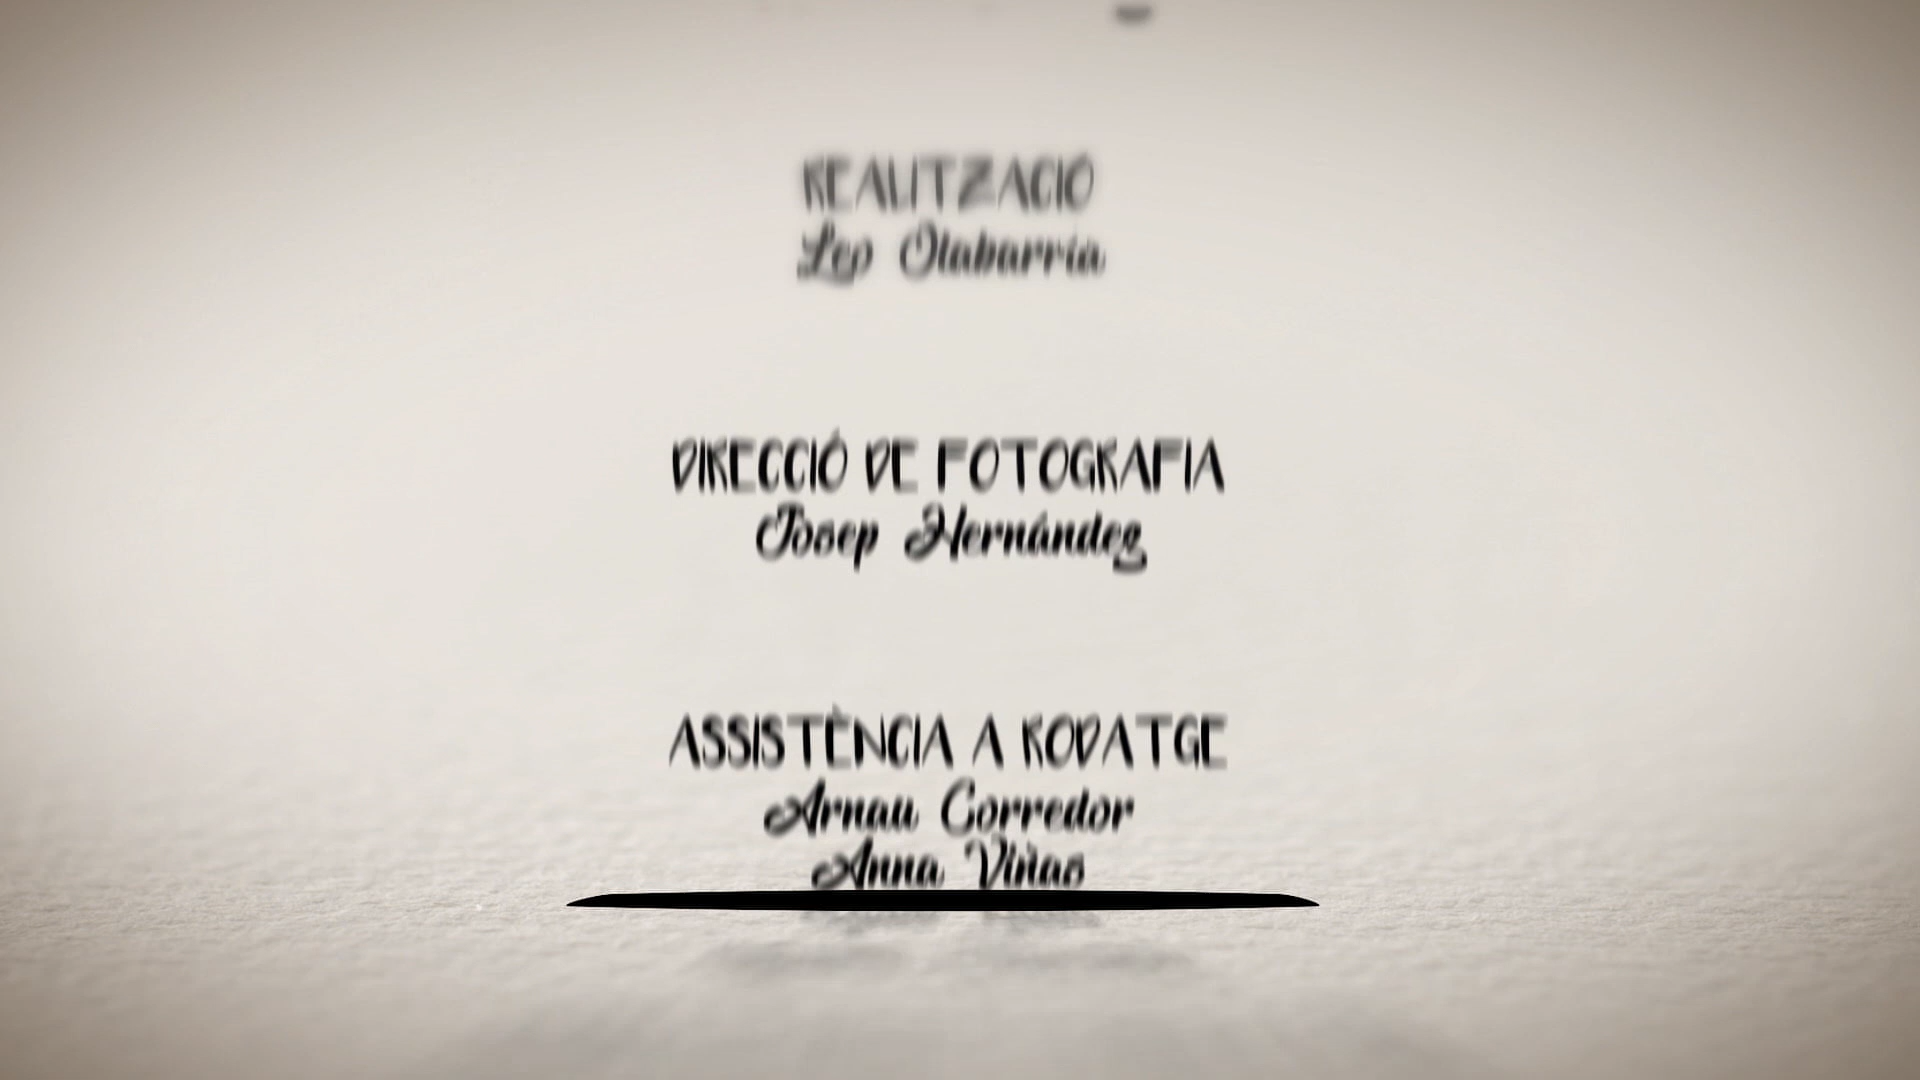 REALITZACIÓ
Leo Olabarria
DIRECCIÓ DE FOTOGRAFIA
Josep Hernández
ASSISTÈNCIA A RODATGE
Arnau Corredor
Anna Viñas